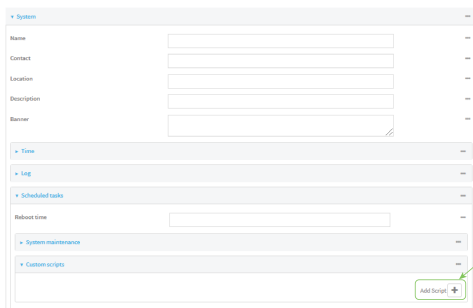 System
Name
Contact
Location
Description
Banner
Time
Log
Scheduled tasks
Reboot time
System maintenance
Custom scripts
Add Script